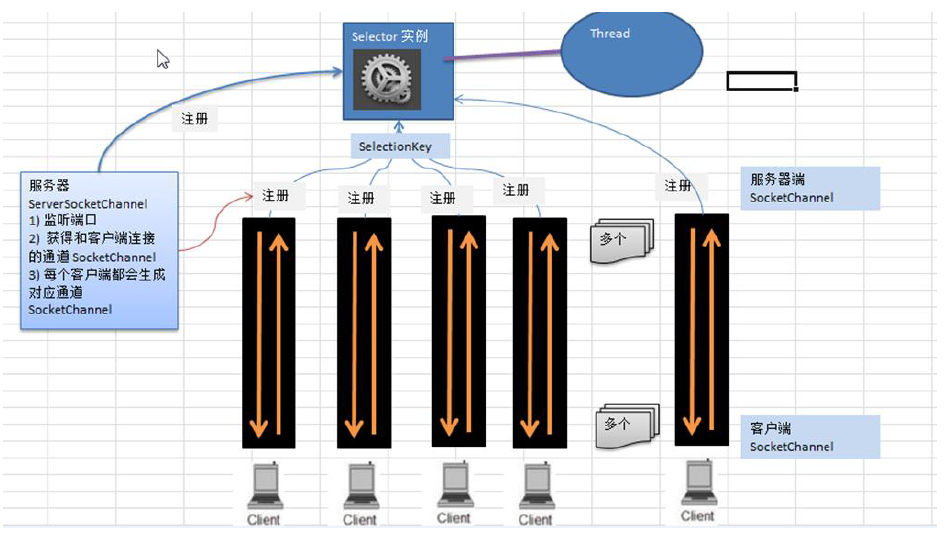 Selector 实例
Thread
注册
SelectionKey
服务器
ServerSocketChannel
1) 监听端口
2) 获得和客户端连接
的通道 SocketChannel
3) 每个客户端都会生成
对应通道
SocketChannel
注册
注册
注册
注册
注册
服务器端
SocketChannel
多个
多个
客户端
SocketChannel
Client
Client
Client
Client
Client